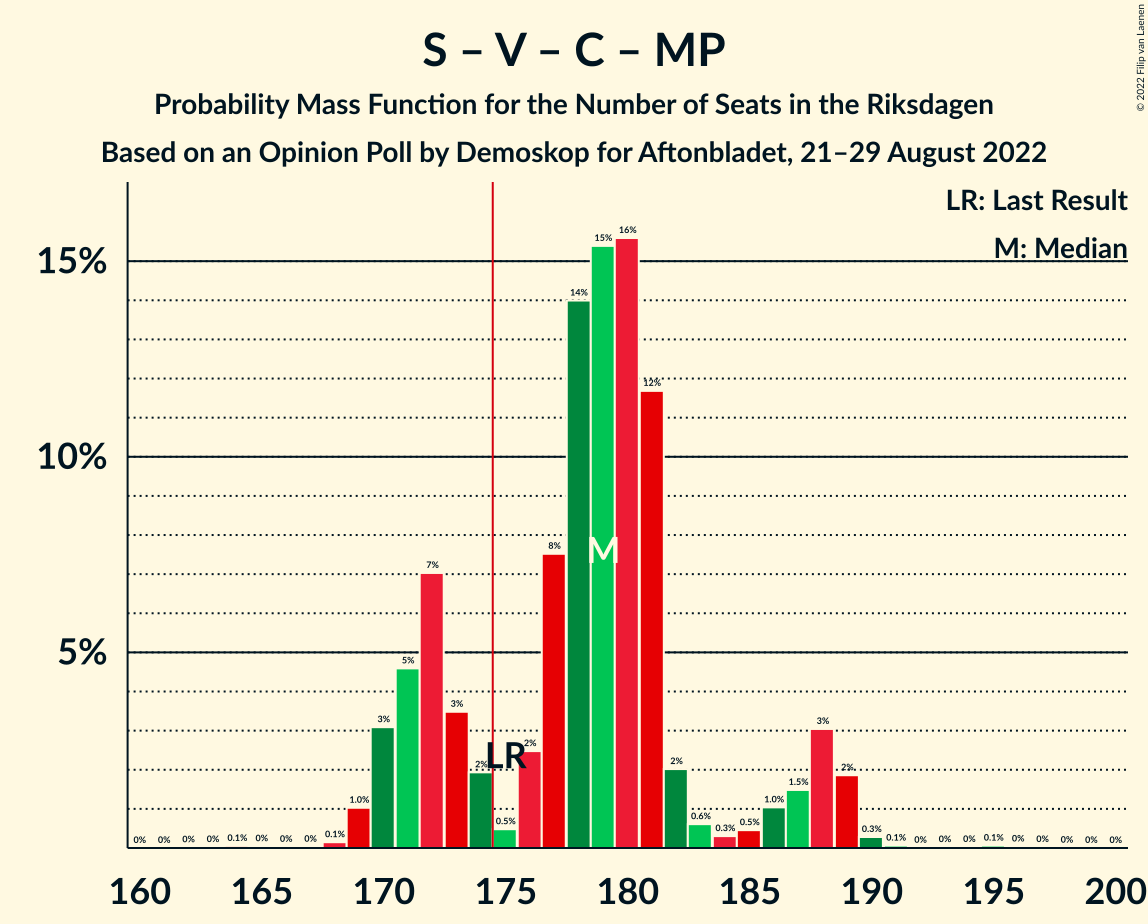 S – V – C – MP
Probability Mass Function for the Number of Seats in the Riksdagen
Based on an Opinion Poll by Demoskop for Aftonbladet, 21–29 August 2022
© 2022 Filip van Laenen
LR: Last Result
M: Median
15%
10%
5%
0% 0% 0% 0% 0.1% 0% 0% 0% 0.1% 1.0% 3% 5% 7% 3% 2% 0.5% 2% 8% 14% 15% 16% 12% 2% 0.6% 0.3% 0.5% 1.0% 1.5% 3% 2% 0.3% 0.1% 0% 0% 0% 0.1% 0% 0% 0% 0% 0%
LR
M
160 165 170 175 180 185 190 195 200